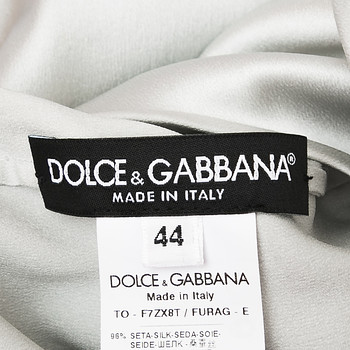 DOLCE & GABBANA®
MADE IN ITALY
44
DOLCE & GABBANA
Made in Italy
TO - F7ZX8T / FURAG - E
96% SETA-SILK-SEDA-SOIE-
SEIDE-ШЕЛК -